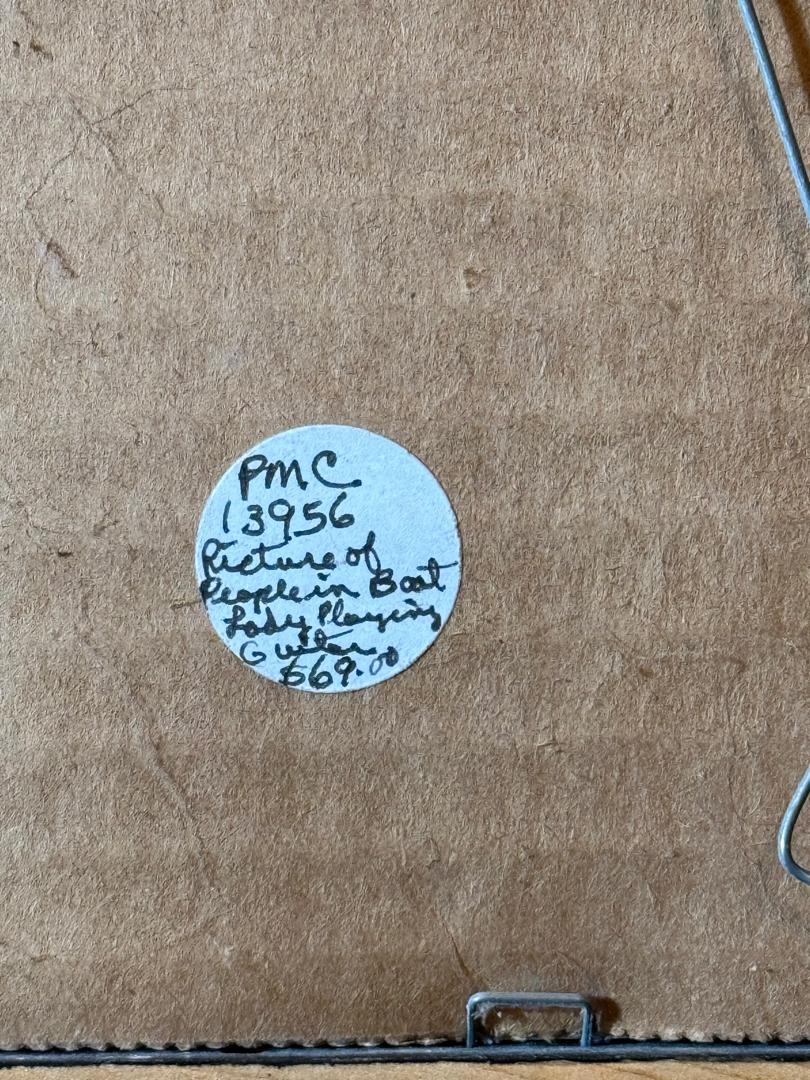 PMC
13956
Picture of
People in Boat
Lady Playing
Guitar
$69.00